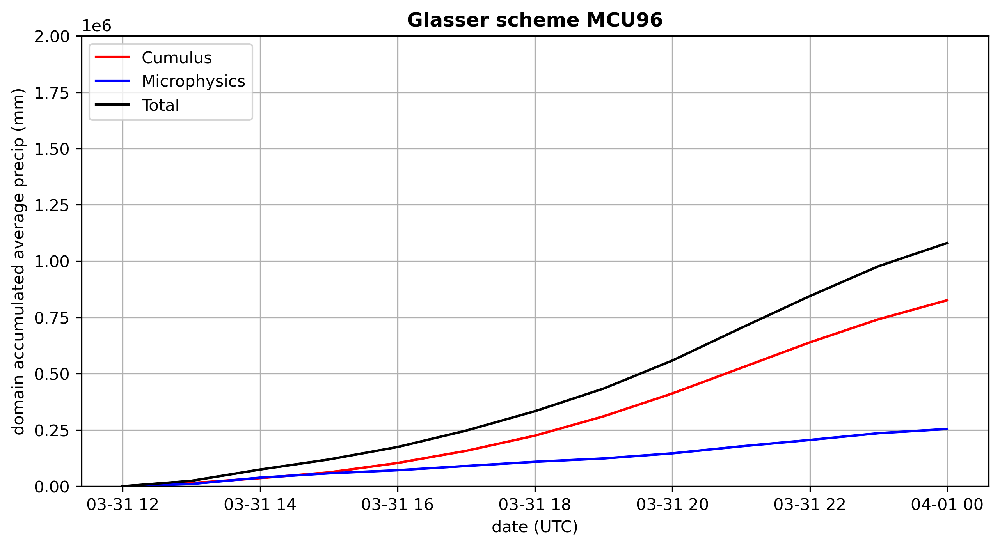 Glasser scheme MCU96
1e6
2.00
1.75
1.50
1.25
1.00
0.75
0.50
0.25
0.00
domain accumulated average precip (mm)
Cumulus
Microphysics
Total
03-31 12 03-31 14 03-31 16 03-31 18 03-31 20 03-31 22 04-01 00
date (UTC)